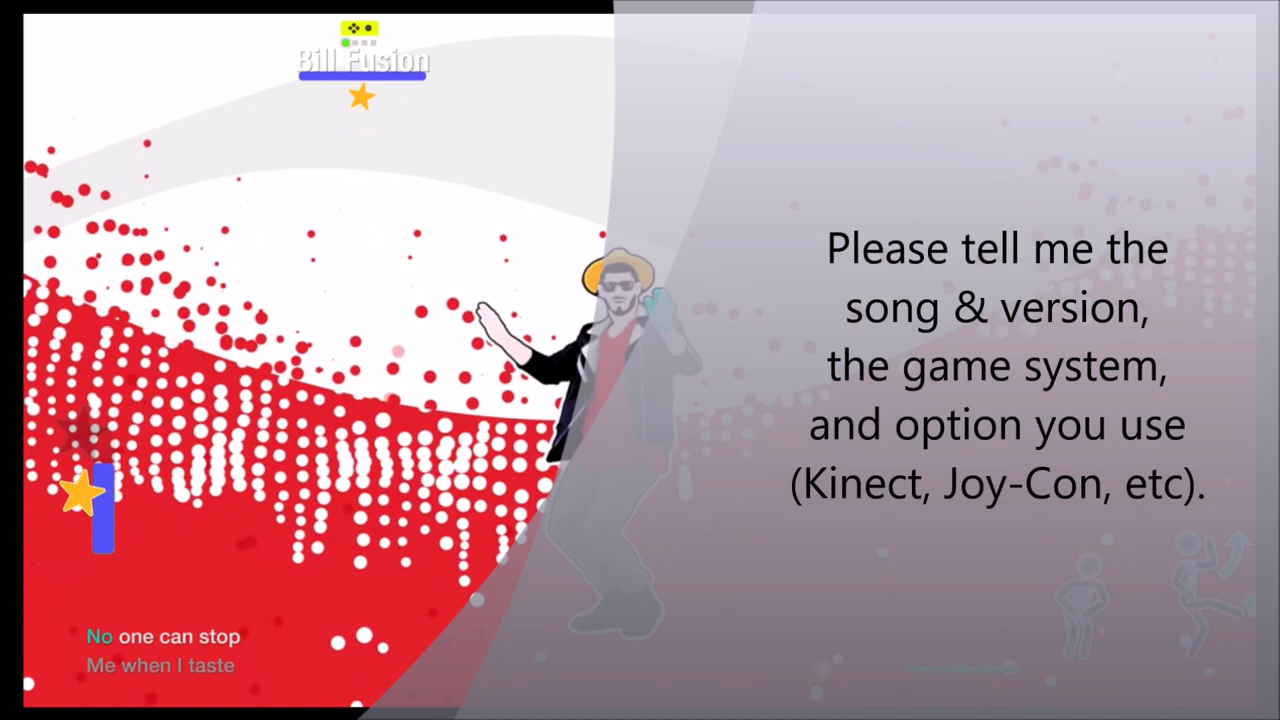 Bill Fusion
Please tell me the
song & version,
the game system,
and option you use
(Kinect, Joy-Con, etc).
No one can stop
Me when I taste